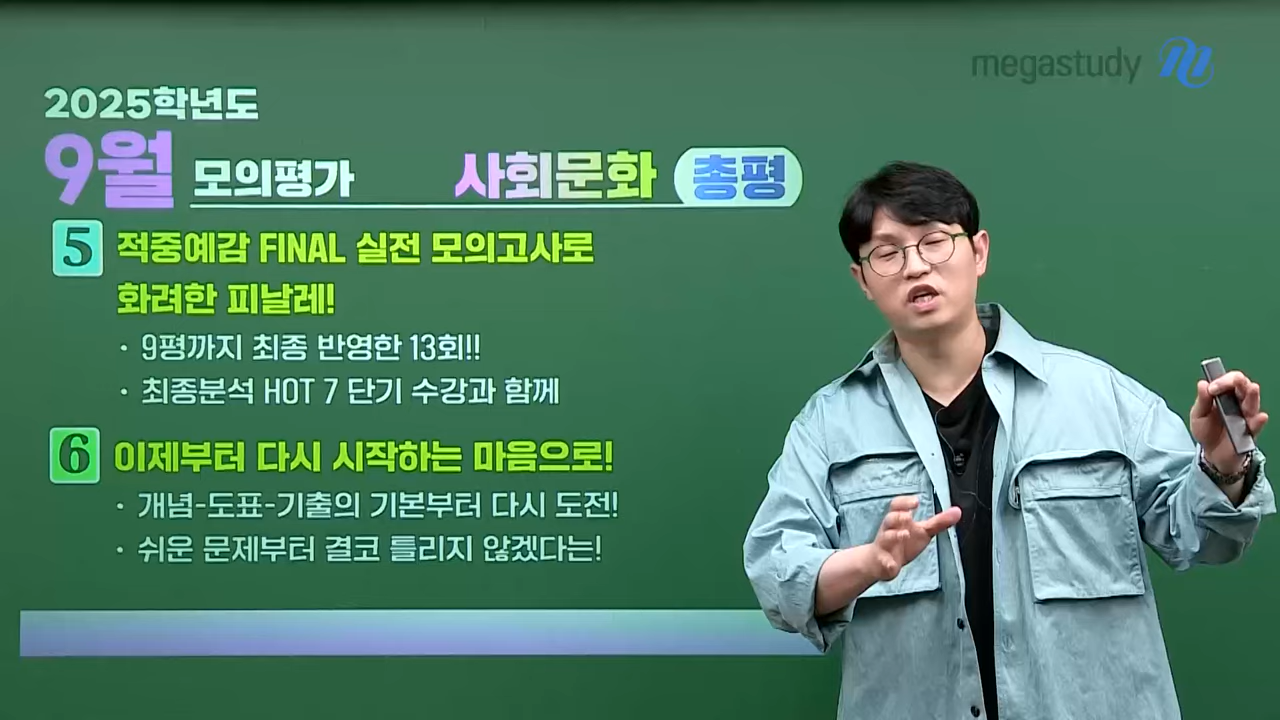 megastudy
2025학년도
9월 모의평가 사회문화 총평
5 적중예감 FINAL 실전 모의고사로
화려한 피날레!
· 9평까지 최종 반영한 13회!!
· 최종분석 HOT 7 단기 수강과 함께
6 이제부터 다시 시작하는 마음으로!
· 개념-도표-기출의 기본부터 다시 도전!
· 쉬운 문제부터 결코 틀리지 않겠다는!